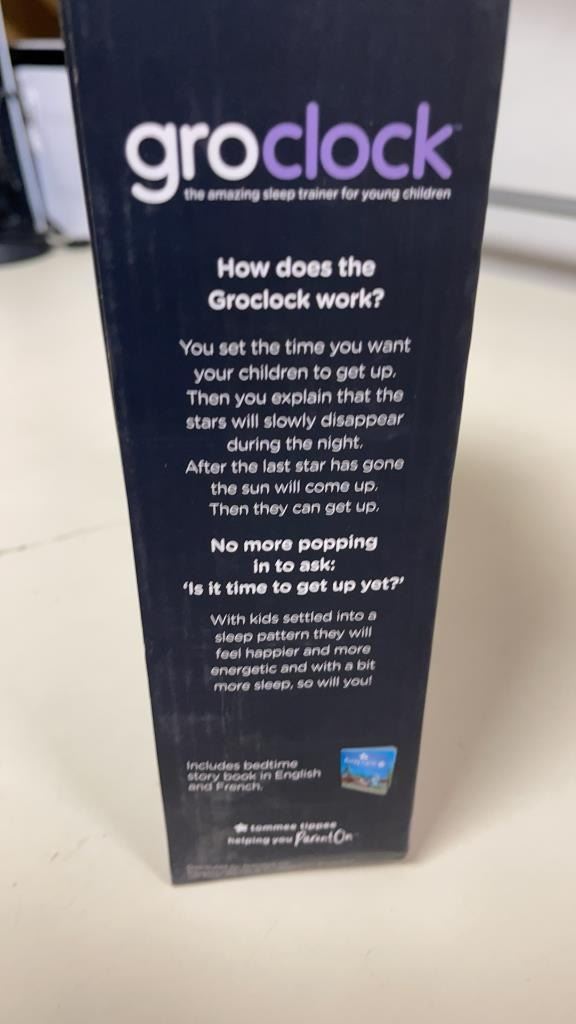 groclock
the amazing sleep trainer for young children
How does the
Groclock work?
You set the time you want
your children to get up.
Then you explain that the
stars will slowly disappear
during the night.
After the last star has gone
the sun will come up.
Then they can get up.
No more popping
in to ask:
‘Is it time to get up yet?’
With kids settled into a
sleep pattern they will
feel happier and more
energetic and with a bit
more sleep, so will you!
Includes bedtime
story book in English
and French.
tommee tippee
helping you ParentOn